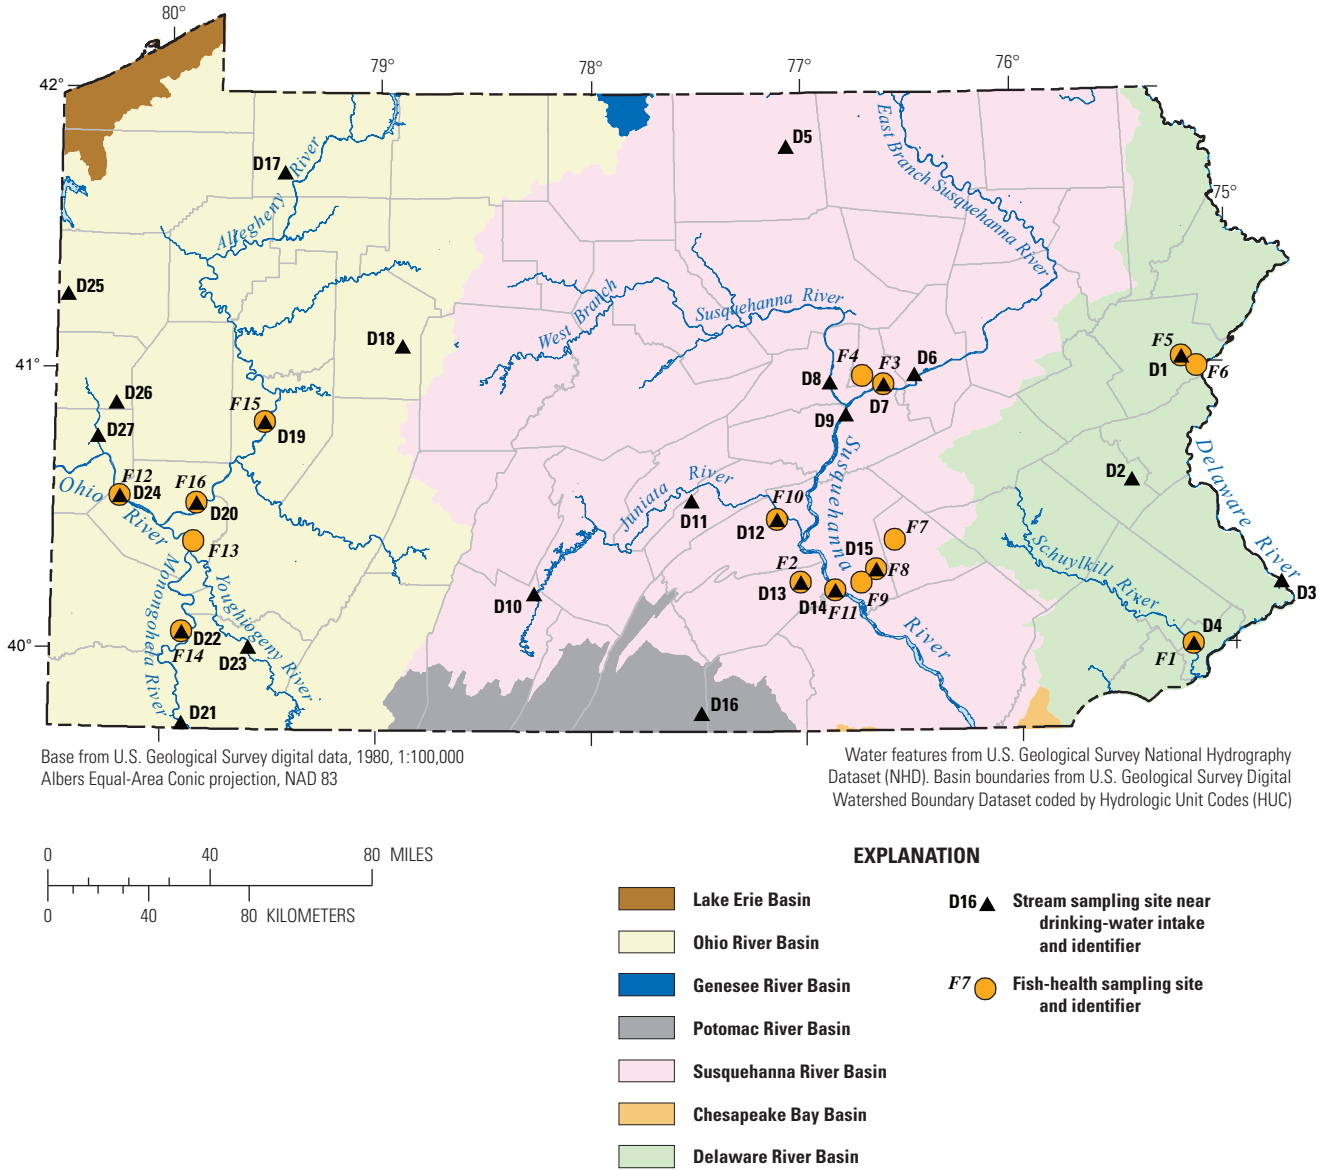 80°
79°
78°
77°
76°
42°
75°
41°
40°
D17
Allegheny River
D5
East Branch Susquehanna River
D25
West Branch
Susquehanna River
D18
F4
F3
D6
D8
D7
D9
F5
D1
F6
D26
D27
F15
D19
F12
D24
F16
D20
Ohio
River
F13
Monongohela River
Youghiogeny River
D22
F14
D23
D21
Juniata River
D11
D10
F10
D12
Susquehanna
River
F7
D15
F8
F9
F2
D13
D14
F11
D16
D2
Delaware River
Schuylkill River
D3
D4
F1
Base from U.S. Geological Survey digital data, 1980, 1:100,000
Albers Equal-Area Conic projection, NAD 83
Water features from U.S. Geological Survey National Hydrography
Dataset (NHD). Basin boundaries from U.S. Geological Survey Digital
Watershed Boundary Dataset coded by Hydrologic Unit Codes (HUC)
0 40 80 MILES
0 40 80 KILOMETERS
EXPLANATION
Lake Erie Basin
Ohio River Basin
Genesee River Basin
Potomac River Basin
Susquehanna River Basin
Chesapeake Bay Basin
Delaware River Basin
D16 Stream sampling site near
drinking-water intake
and identifier
F7 Fish-health sampling site
and identifier